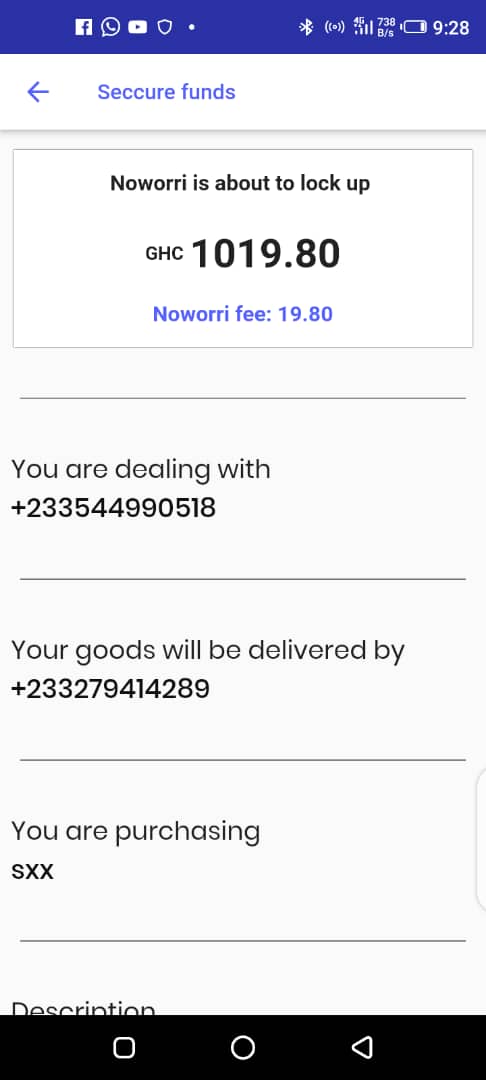 4G
738
B/s
9:28
Seccure funds
Noworri is about to lock up
GHC 1019.80
Noworri fee: 19.80
You are dealing with
+233544990518
Your goods will be delivered by
+233279414289
You are purchasing
sxx
Description